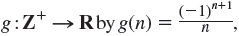 g:Z⁺ → R by g(n) = (−1)ⁿ⁺¹/n,